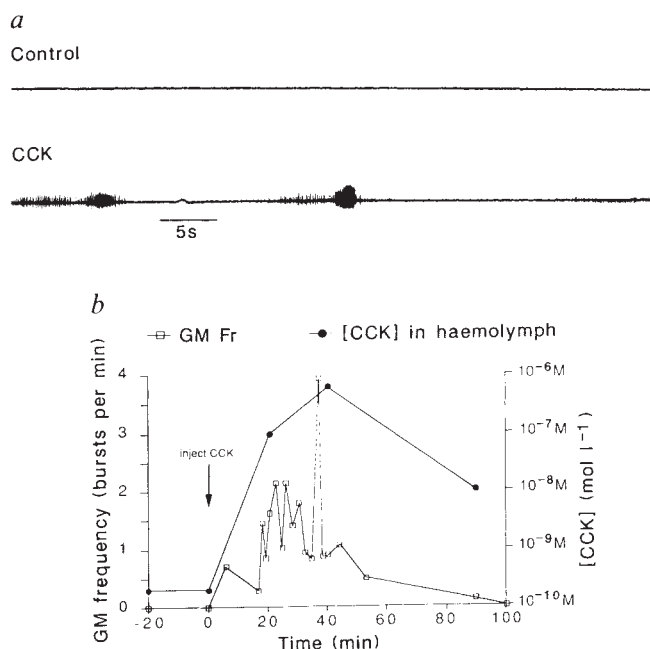 a
Control
CCK
5s
b
GM Fr
[CCK] in haemolymph
GM frequency (bursts per min)
4
3
2
1
0
inject CCK
10⁻⁶M
10⁻⁷M
10⁻⁸M
10⁻⁹M
10⁻¹⁰M
[CCK] (mol l⁻¹)
-20 0 20 40 60 80 100
Time (min)